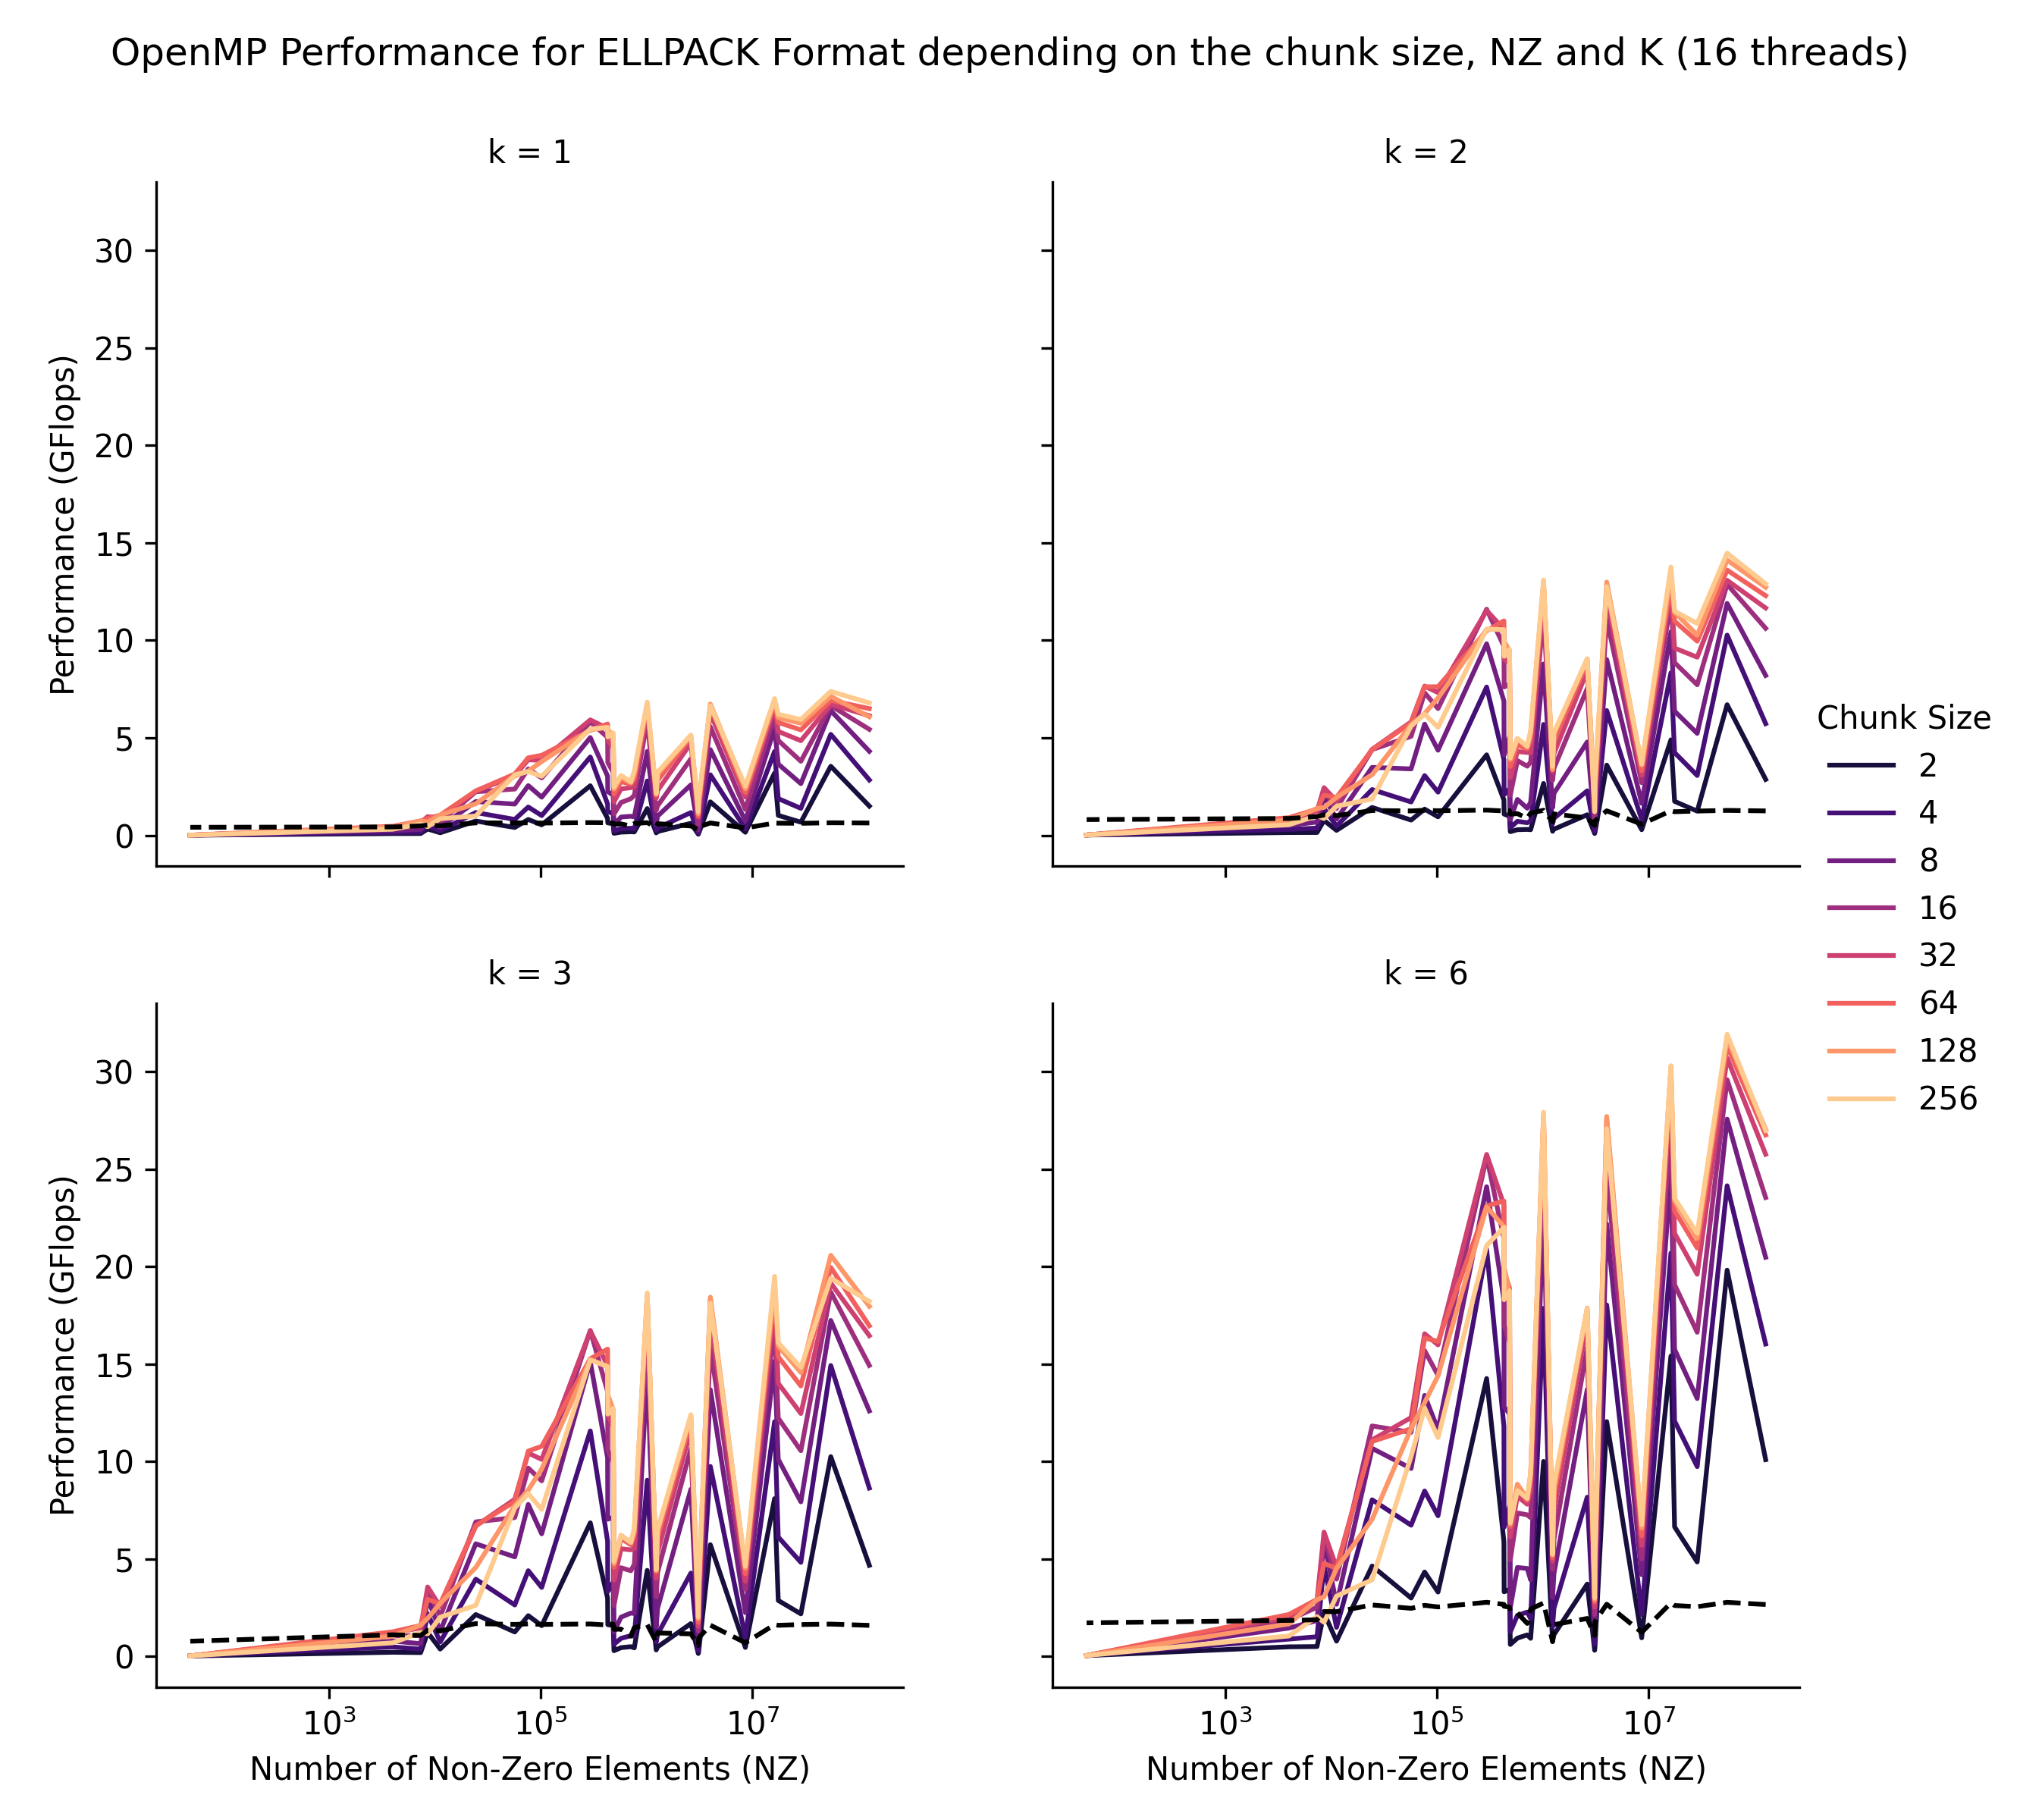 OpenMP Performance for ELLPACK Format depending on the chunk size, NZ and K (16 threads)
k = 1
k = 2
Performance (GFlops)
30
25
20
15
10
5
0
Chunk Size
2
4
8
16
32
64
128
256
k = 3
k = 6
Performance (GFlops)
30
25
20
15
10
5
0
10³ 10⁵ 10⁷
10³ 10⁵ 10⁷
Number of Non-Zero Elements (NZ)
Number of Non-Zero Elements (NZ)